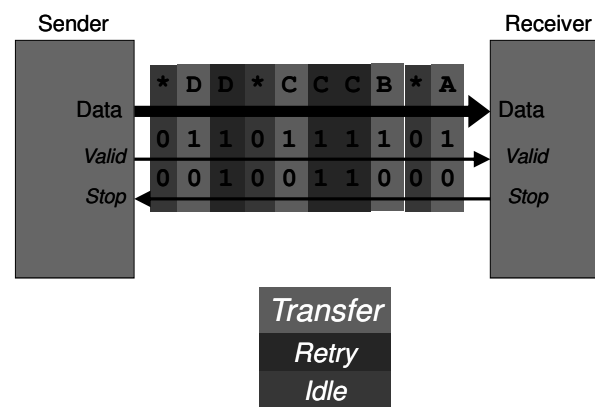 Sender
Receiver
* D D * C C C B * A
Data
Data
0 1 1 0 1 1 1 1 0 1
Valid
Valid
0 0 1 0 0 1 1 0 0 0
Stop
Stop
Transfer
Retry
Idle